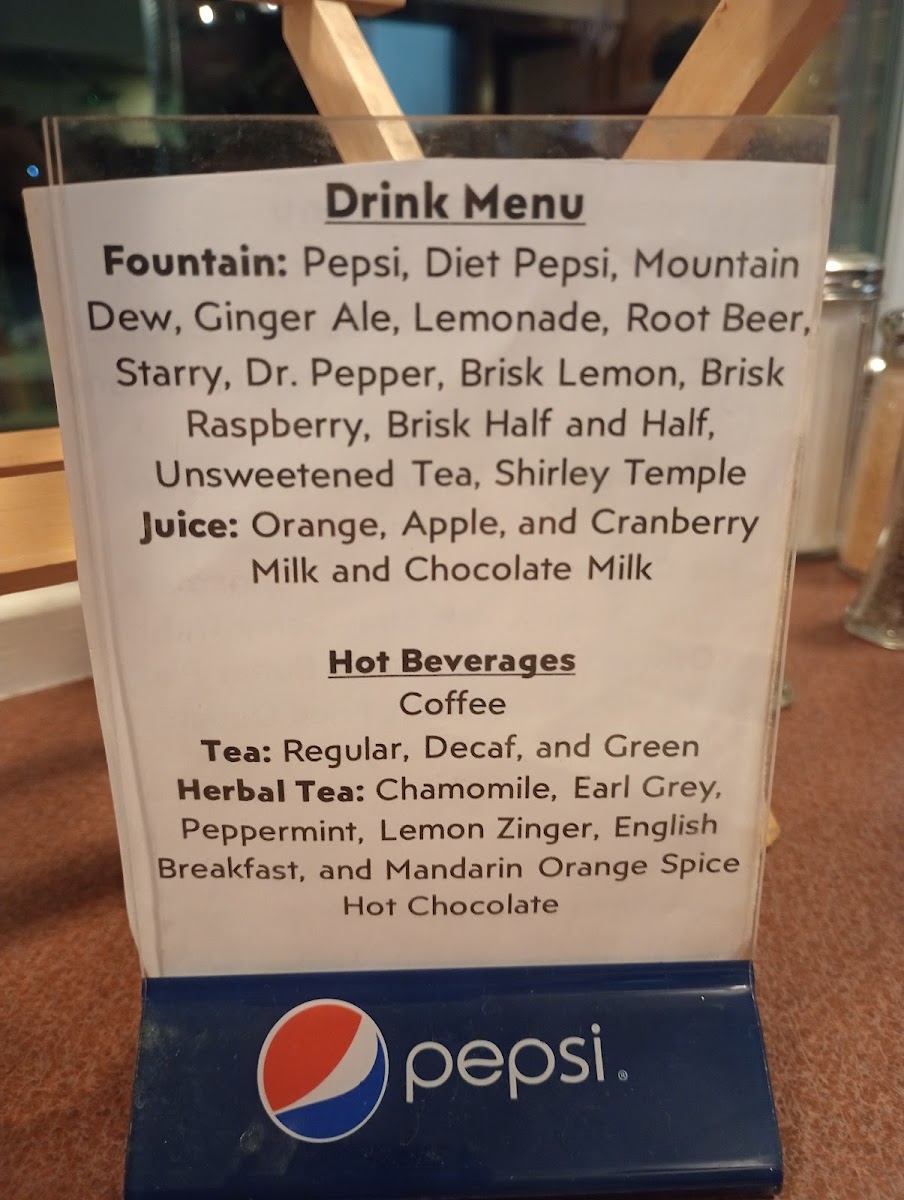 Drink Menu
Fountain: Pepsi, Diet Pepsi, Mountain
Dew, Ginger Ale, Lemonade, Root Beer,
Starry, Dr. Pepper, Brisk Lemon, Brisk
Raspberry, Brisk Half and Half,
Unsweetened Tea, Shirley Temple
Juice: Orange, Apple, and Cranberry
Milk and Chocolate Milk
Hot Beverages
Coffee
Tea: Regular, Decaf, and Green
Herbal Tea: Chamomile, Earl Grey,
Peppermint, Lemon Zinger, English
Breakfast, and Mandarin Orange Spice
Hot Chocolate
pepsi®